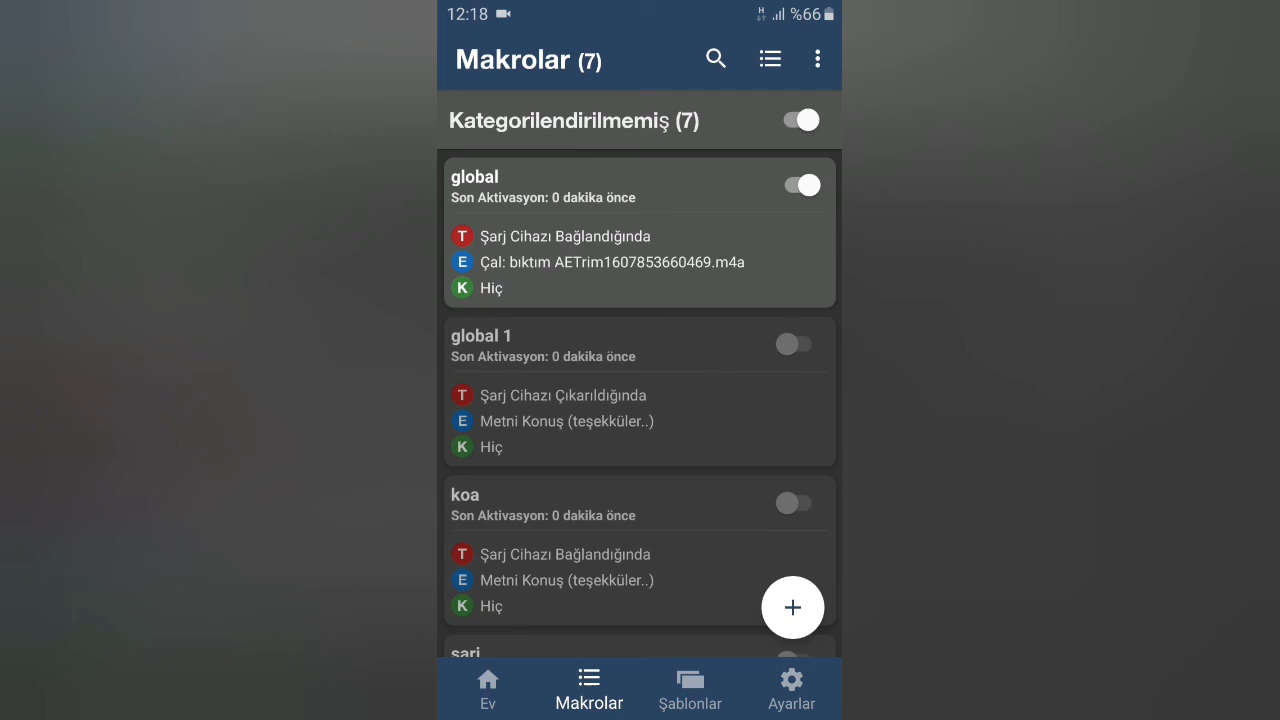 12:18 H %66
Makrolar (7)
Kategorilendirilmemiş (7)
global
Son Aktivasyon: 0 dakika önce
T Şarj Cihazı Bağlandığında
E Çal: bıktım AETrim1607853660469.m4a
K Hiç
global 1
Son Aktivasyon: 0 dakika önce
T Şarj Cihazı Çıkarıldığında
E Metni Konuş (teşekküler..)
K Hiç
koa
Son Aktivasyon: 0 dakika önce
T Şarj Cihazı Bağlandığında
E Metni Konuş (teşekküler..)
K Hiç
+
sarj
Ev Makrolar Şablonlar Ayarlar